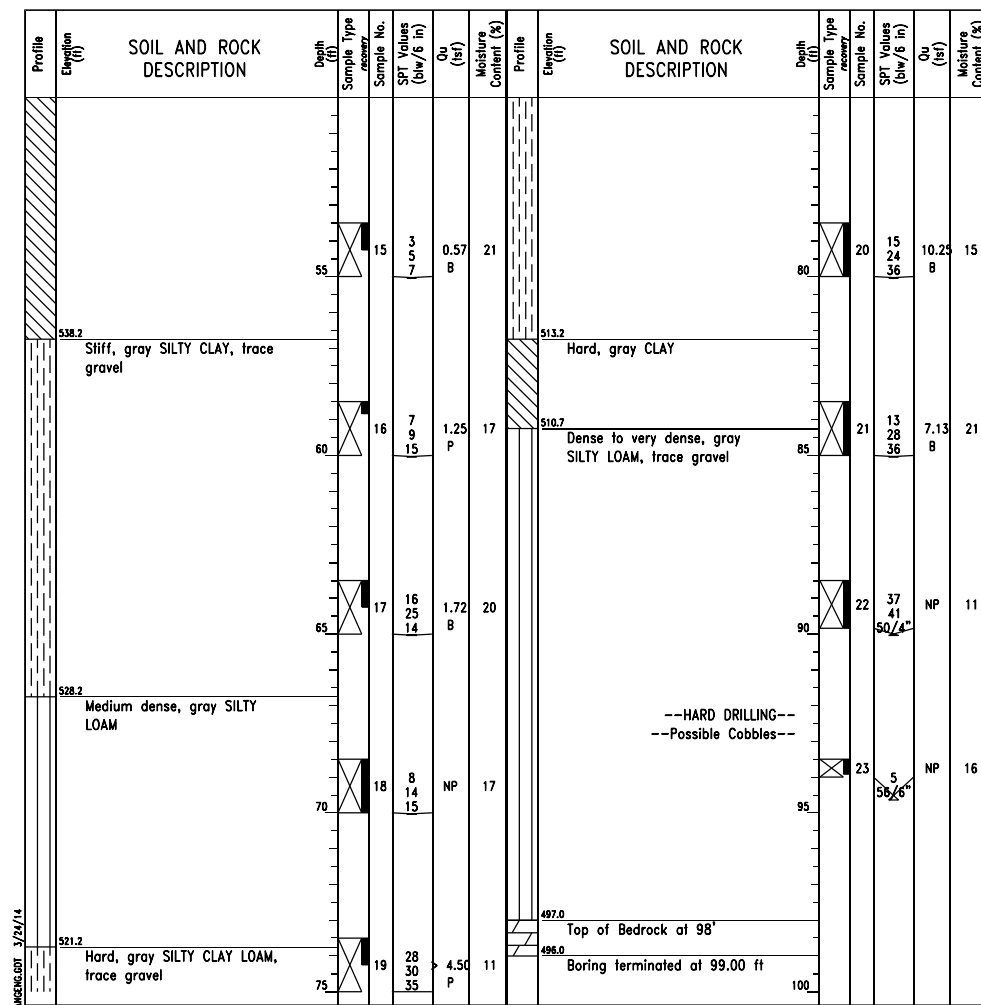 Profile
Elevation (ft)
SOIL AND ROCK DESCRIPTION
Depth (ft)
Sample Type recovery
Sample No.
SPT Values (blw/6 in)
Qu (tsf)
Moisture Content (%)
Profile
Elevation (ft)
SOIL AND ROCK DESCRIPTION
Depth (ft)
Sample Type recovery
Sample No.
SPT Values (blw/6 in)
Qu (tsf)
Moisture Content (%)
15 3 0.57 21
5
55 7 B
538.2
Stiff, gray SILTY CLAY, trace
gravel
16 7 1.25 17
9
60 15 P
17 16 1.72 20
25
65 14 B
528.2
Medium dense, gray SILTY
LOAM
18 8 NP 17
14
70 15
521.2
Hard, gray SILTY CLAY LOAM,
trace gravel
19 28 > 4.50 11
30
75 35 P
20 15 10.25 15
24
80 36 B
513.2
Hard, gray CLAY
21 13 7.13 21
28
510.7
Dense to very dense, gray
SILTY LOAM, trace gravel
85 36 B
22 37 NP 11
41
90 50/4"
--HARD DRILLING--
--Possible Cobbles--
23 5 NP 16
56/6"
95
497.0
Top of Bedrock at 98'
496.0
Boring terminated at 99.00 ft
100
ANGENG.GDT 3/24/14